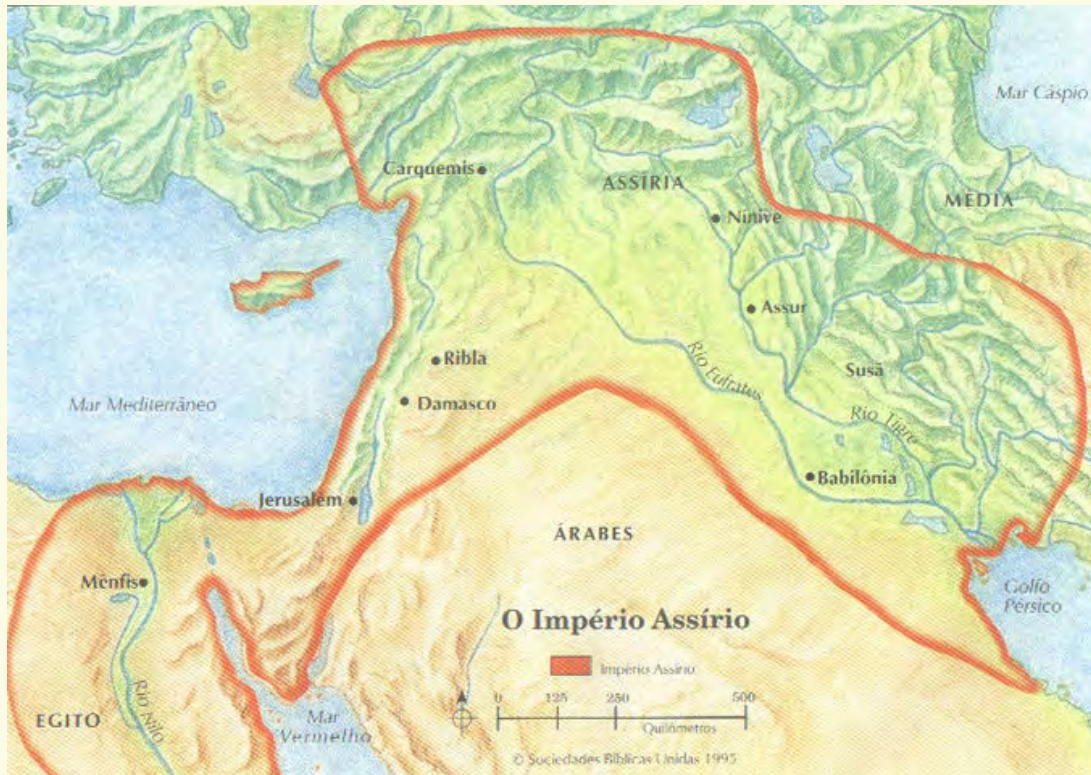 Mar Cáspio
Carquemis
ASSÍRIA
MÉDIA
Nínive
Assur
Ribla
Rio Eufrates
Susã
Mar Mediterrâneo
Damasco
Rio Tigre
Babilônia
Jerusalém
ÁRABES
Mênfis
Golfo
Pérsico
O Império Assírio
Império Assírio
0 125 250 500
Quilômetros
Rio Nilo
EGITO
Mar
Vermelho
© Sociedades Bíblicas Unidas 1995